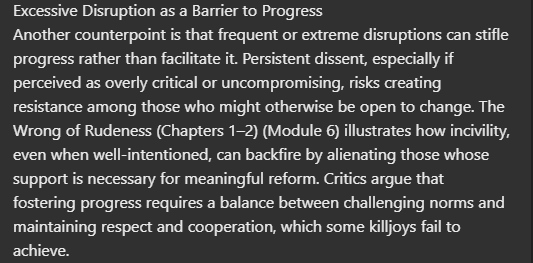 Excessive Disruption as a Barrier to Progress
Another counterpoint is that frequent or extreme disruptions can stifle
progress rather than facilitate it. Persistent dissent, especially if
perceived as overly critical or uncompromising, risks creating
resistance among those who might otherwise be open to change. The
Wrong of Rudeness (Chapters 1–2) (Module 6) illustrates how incivility,
even when well-intentioned, can backfire by alienating those whose
support is necessary for meaningful reform. Critics argue that
fostering progress requires a balance between challenging norms and
maintaining respect and cooperation, which some killjoys fail to
achieve.